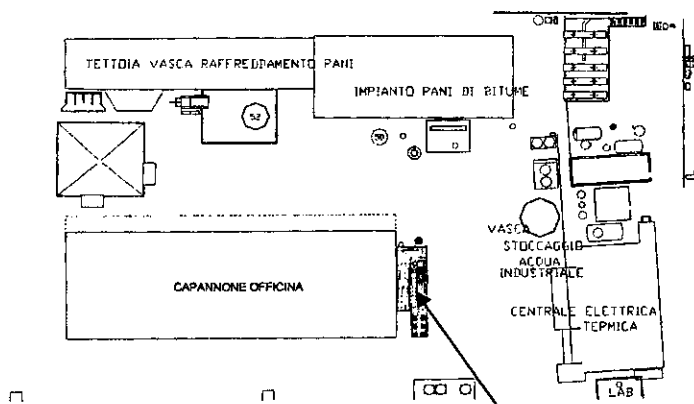 TETTOIA VASCA RAFFREDDAMENTO PANI
IMPIANTO PANI DI BITUME
52
50
VASCA
STOCCAGGIO
ACQUA
INDUSTRIALE
CAPANNONE OFFICINA
CENTRALE ELETTRICA
TERMICA
LAB